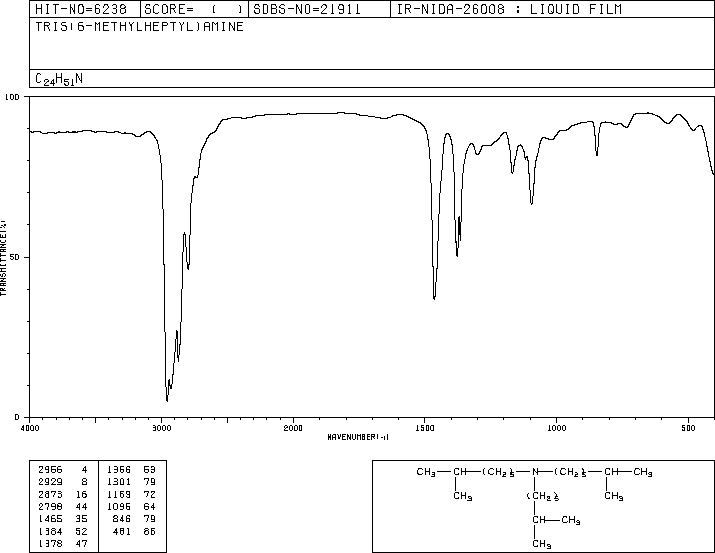 HIT-NO=6238 SCORE= ( ) SDBS-NO=21911 IR-NIDA-26008 : LIQUID FILM
TRIS(6-METHYLHEPTYL)AMINE
C24H51N
100
50
0
TRANSMITTANCE(%)
4000 3000 2000 1500 1000 500
WAVENUMBER(-1)
2956 4 1366 63
2929 8 1301 79
2873 16 1169 72
2798 44 1096 64
1465 35 846 79
1384 52 481 86
1378 47
CH3 CH (CH2)5 N (CH2)5 CH CH3
CH3 (CH2)5 CH3
CH CH3
CH3